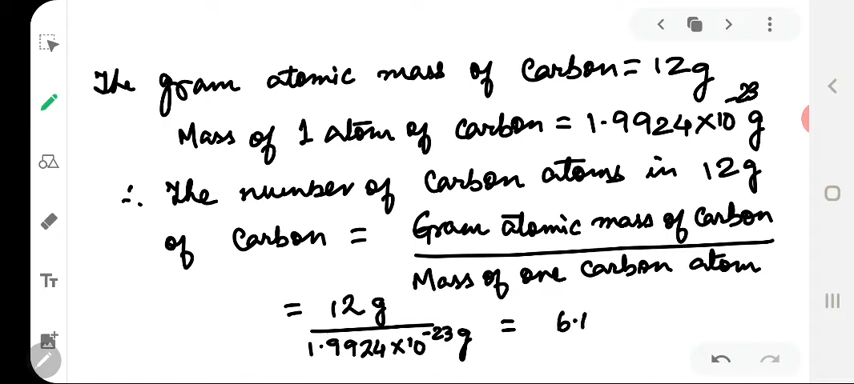 The gram atomic mass of carbon = 12g
Mass of 1 atom of carbon = 1.9924×10⁻²³ g
∴ The number of carbon atoms in 12g
of carbon = Gram atomic mass of carbon
Mass of one carbon atom
= 12 g
1.9924×10⁻²³ g = 6.1
TT